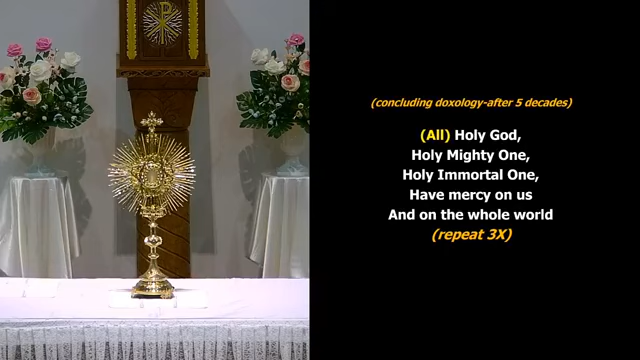 (concluding doxology-after 5 decades)
(All) Holy God,
Holy Mighty One,
Holy Immortal One,
Have mercy on us
And on the whole world
(repeat 3X)